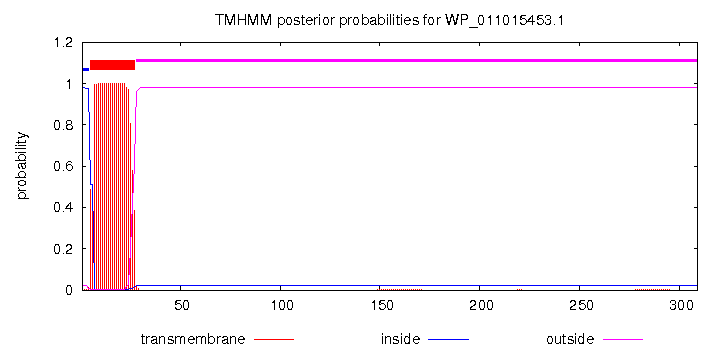 TMHMM posterior probabilities for WP_011015453.1
1.2
1
0.8
0.6
0.4
0.2
0
probability
50 100 150 200 250 300
transmembrane inside outside